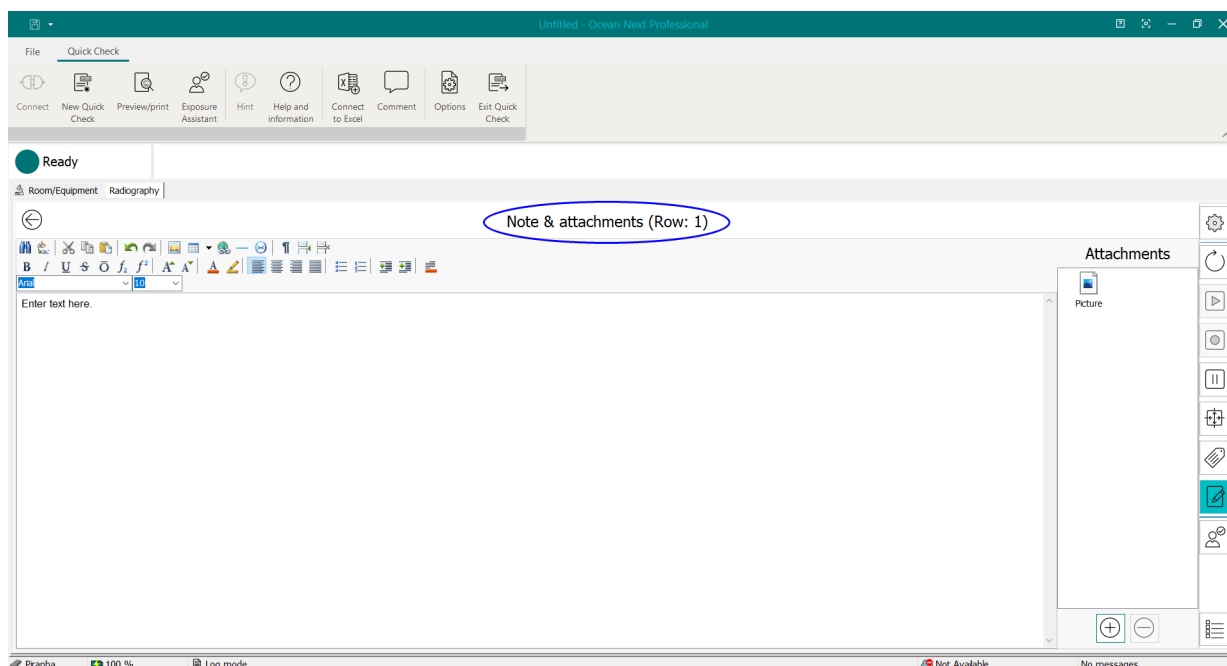 Untitled - Ocean Next Professional
File Quick Check
Connect New Quick Check Preview/print Exposure Assistant Hint Help and information Connect to Excel Comment Options Exit Quick Check
Ready
Room/Equipment Radiography
Note & attachments (Row: 1)
Attachments
Arial 10
Enter text here.
Picture
Piranha 100 % Log mode Not Available No messages